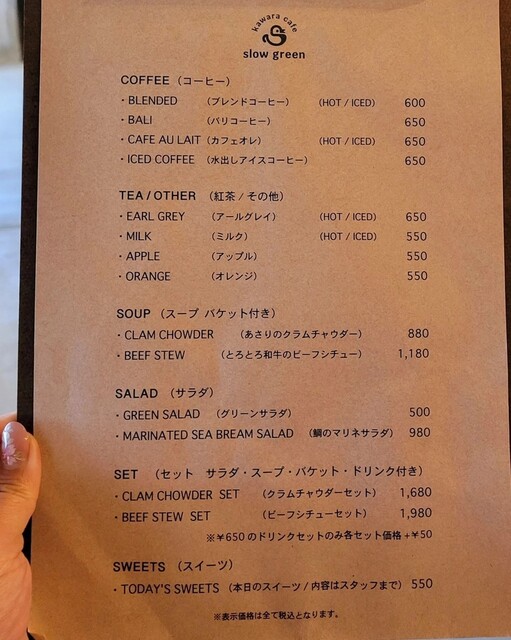 kawara cafe
slow green
COFFEE（コーヒー）
・BLENDED （ブレンドコーヒー） （HOT / ICED） 600
・BALI （バリコーヒー） 650
・CAFE AU LAIT（カフェオレ） （HOT / ICED） 650
・ICED COFFEE （水出しアイスコーヒー） 650
TEA / OTHER （紅茶 / その他）
・EARL GREY （アールグレイ） （HOT / ICED） 650
・MILK （ミルク） （HOT / ICED） 550
・APPLE （アップル） 550
・ORANGE （オレンジ） 550
SOUP（スープ バケット付き）
・CLAM CHOWDER （あさりのクラムチャウダー） 880
・BEEF STEW （とろとろ和牛のビーフシチュー） 1,180
SALAD （サラダ）
・GREEN SALAD （グリーンサラダ） 500
・MARINATED SEA BREAM SALAD （鯛のマリネサラダ） 980
SET （セット サラダ・スープ・バケット・ドリンク付き）
・CLAM CHOWDER SET （クラムチャウダーセット） 1,680
・BEEF STEW SET （ビーフシチューセット） 1,980
※￥650のドリンクセットのみ各セット価格+￥50
SWEETS（スイーツ）
・TODAY'S SWEETS（本日のスイーツ / 内容はスタッフまで）550
※表示価格は全て税込となります。